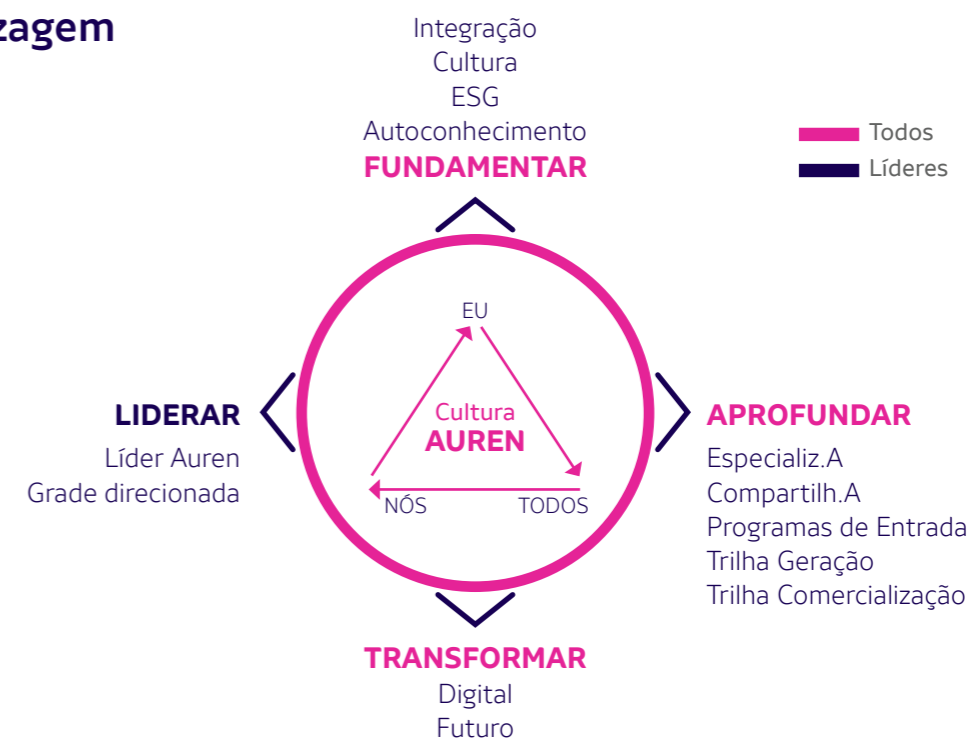 zagem
Integração
Cultura
ESG
Autoconhecimento
FUNDAMENTAR
Todos
Líderes
EU
Cultura
AUREN
NÓS
TODOS
LIDERAR
Líder Auren
Grade direcionada
APROFUNDAR
Especializ.A
Compartilh.A
Programas de Entrada
Trilha Geração
Trilha Comercialização
TRANSFORMAR
Digital
Futuro